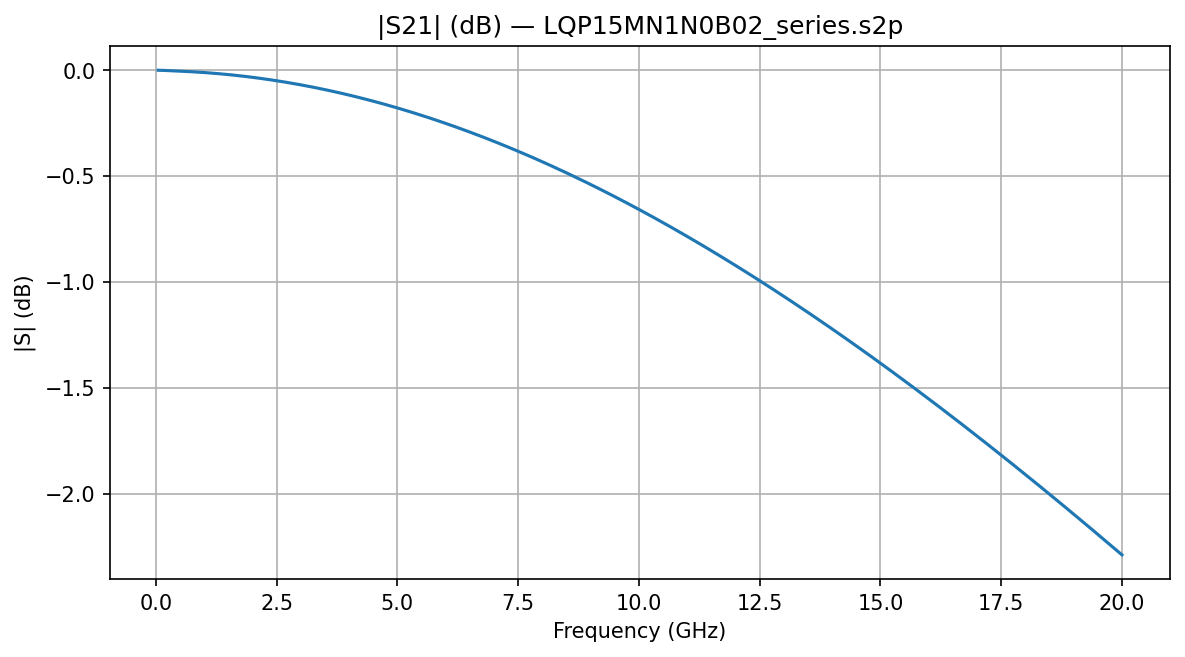 |S21| (dB) — LQP15MN1N0B02_series.s2p
|S| (dB)
0.0
−0.5
−1.0
−1.5
−2.0
0.0 2.5 5.0 7.5 10.0 12.5 15.0 17.5 20.0
Frequency (GHz)